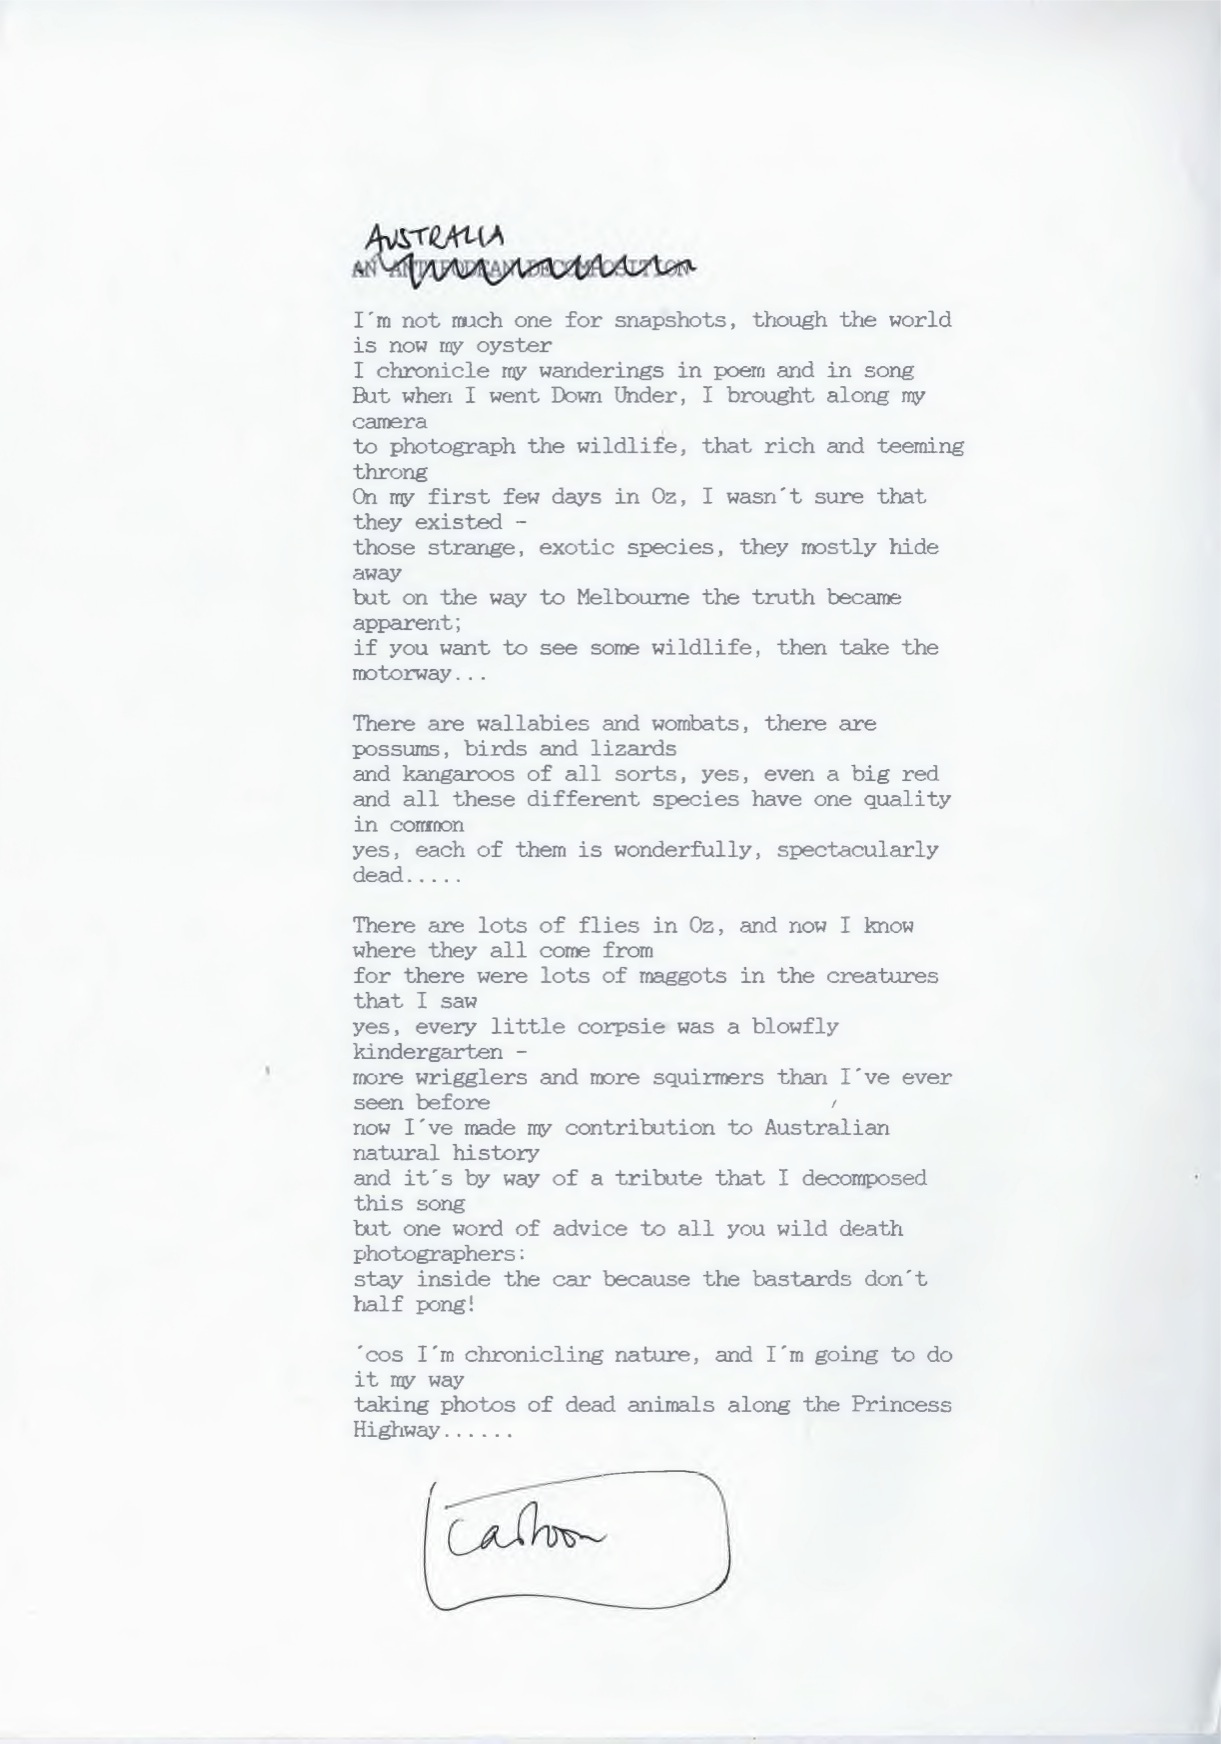 AUSTRALIA
AN ANTIPODEAN DECOMPOSITION
I´m not much one for snapshots, though the world
is now my oyster
I chronicle my wanderings in poem and in song
But when I went Down Under, I brought along my
camera
to photograph the wildlife, that rich and teeming
throng
On my first few days in Oz, I wasn´t sure that
they existed -
those strange, exotic species, they mostly hide
away
but on the way to Melbourne the truth became
apparent;
if you want to see some wildlife, then take the
motorway...
There are wallabies and wombats, there are
possums, birds and lizards
and kangaroos of all sorts, yes, even a big red
and all these different species have one quality
in common
yes, each of them is wonderfully, spectacularly
dead.....
There are lots of flies in Oz, and now I know
where they all come from
for there were lots of maggots in the creatures
that I saw
yes, every little corpsie was a blowfly
kindergarten -
more wrigglers and more squirmers than I´ve ever
seen before
now I´ve made my contribution to Australian
natural history
and it´s by way of a tribute that I decomposed
this song
but one word of advice to all you wild death
photographers:
stay inside the car because the bastards don´t
half pong!
´cos I´m chronicling nature, and I´m going to do
it my way
taking photos of dead animals along the Princess
Highway......
Cartoon